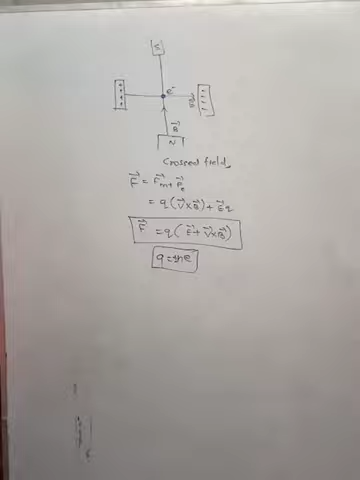 S
+ + + +
e⁻
- - - -
E⃗
B⃗
N
Crossed field.
F⃗ = F⃗m + F⃗e
= q(V⃗×B⃗) + E⃗q
F⃗ = q(E⃗ + V⃗×B⃗)